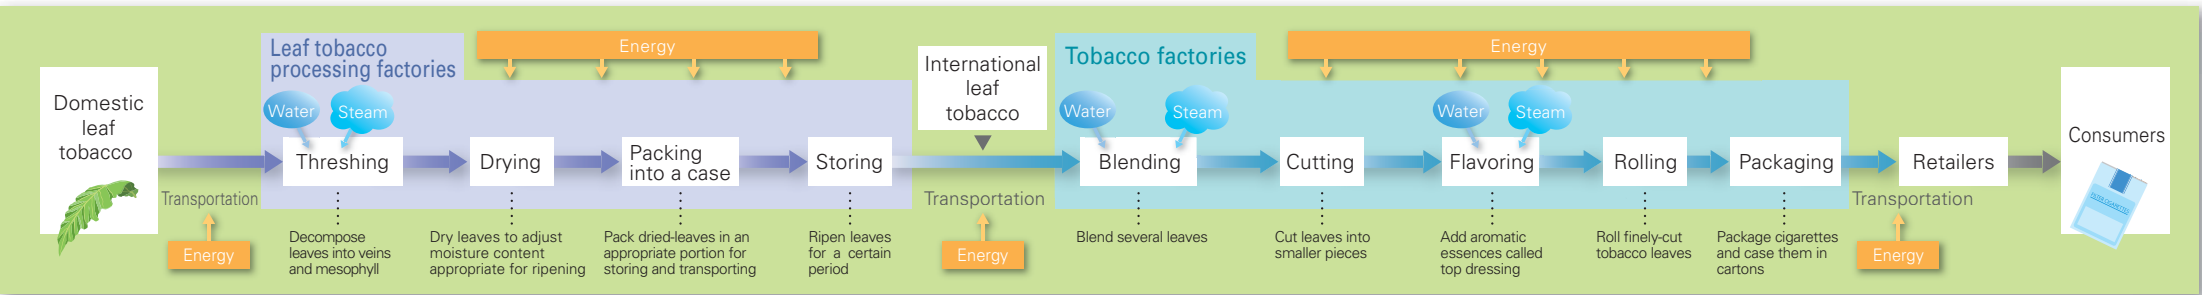 Domestic
leaf
tobacco
Transportation
Energy
Leaf tobacco
processing factories
Energy
Water
Steam
Threshing
Decompose
leaves into veins
and mesophyll
Drying
Dry leaves to adjust
moisture content
appropriate for ripening
Packing
into a case
Pack dried-leaves in an
appropriate portion for
storing and transporting
Storing
Ripen leaves
for a certain
period
International
leaf
tobacco
Transportation
Energy
Tobacco factories
Energy
Water
Steam
Blending
Blend several leaves
Cutting
Cut leaves into
smaller pieces
Water
Steam
Flavoring
Add aromatic
essences called
top dressing
Rolling
Roll finely-cut
tobacco leaves
Packaging
Package cigarettes
and case them in
cartons
Transportation
Energy
Retailers
Consumers
FILTER CIGARETTES